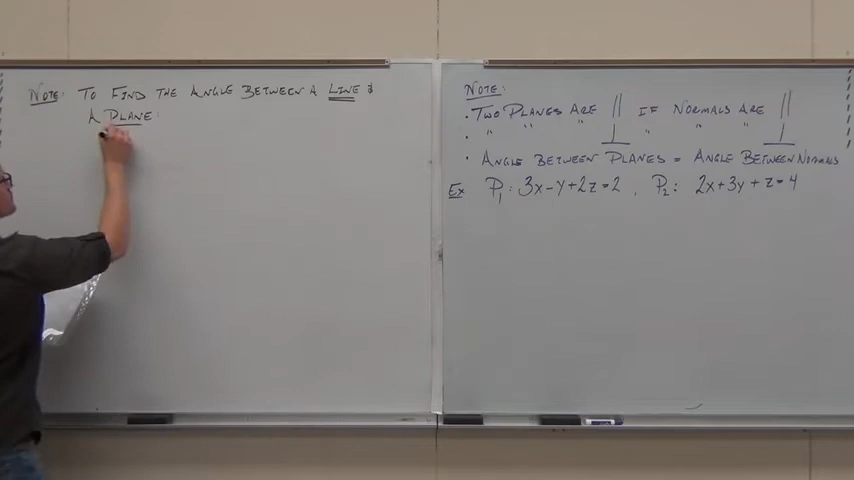 NOTE: TO FIND THE ANGLE BETWEEN A LINE &
A PLANE:
NOTE:
• TWO PLANES ARE || IF NORMALS ARE ||
• " " " ⊥ " " " ⊥
• ANGLE BETWEEN PLANES = ANGLE BETWEEN NORMALS
EX P₁: 3x-y+2z=2 , P₂: 2x+3y+z=4